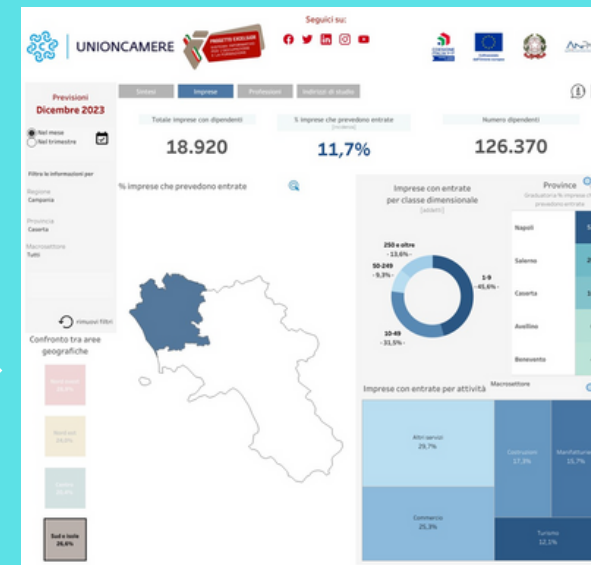 Seguici su:
UNIONCAMERE
PROGETTO EXCELSIOR
Previsioni
Dicembre 2023
Nel mese
Nel trimestre
Filtra le informazioni per
Regione
Campania
Provincia
Caserta
Macrosettore
Tutti
rimuovi filtri
Confronto tra aree
geografiche
Sud e isole
26,6%
Sintesi
Imprese
Professioni
Indirizzi di studio
Totale imprese con dipendenti
18.920
% imprese che prevedono entrate
11,7%
Numero dipendenti
126.370
% imprese che prevedono entrate
Imprese con entrate
per classe dimensionale
250 e oltre
- 13,6% -
50-249
- 9,3% -
1-9
- 45,6% -
10-49
- 31,5% -
Province
Napoli
Salerno
Caserta
Avellino
Benevento
Imprese con entrate per attività
Macrosettore
Altri servizi
29,7%
Commercio
25,3%
Costruzioni
17,3%
15,7%
Turismo
12,1%